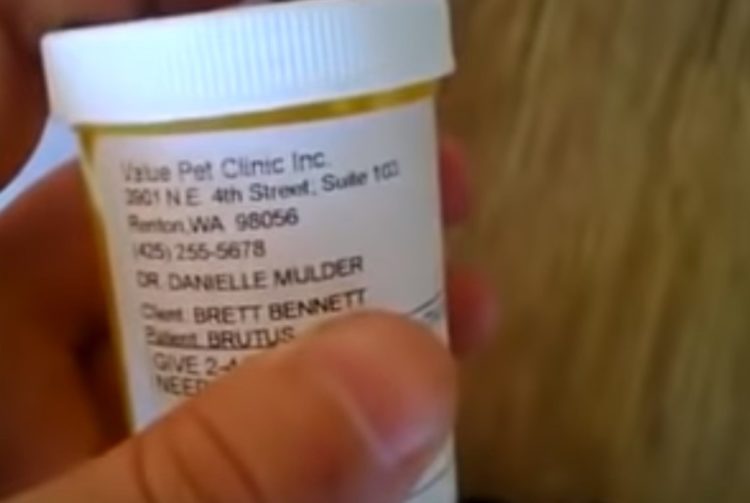 Value Pet Clinic Inc.
3901 N.E. 4th Street, Suite 103
Renton, WA 98056
(425) 255-5678
DR. DANIELLE MULDER
Client: BRETT BENNETT
Patient: BRUTUS
GIVE 2-4
NEED